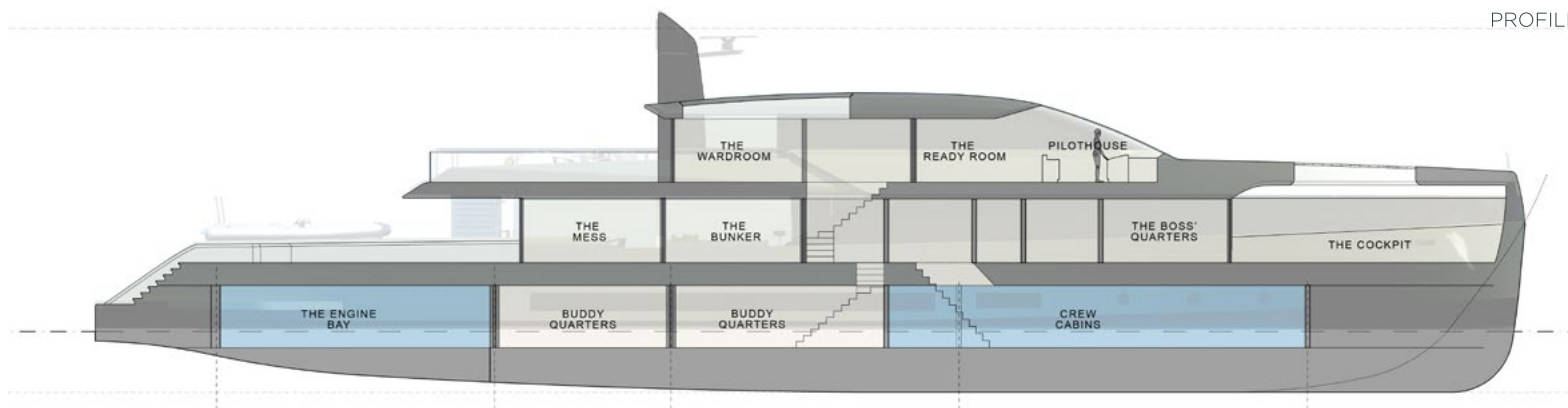 PROFIL
THE
WARDROOM
THE
READY ROOM
PILOTHOUSE
THE
MESS
THE
BUNKER
THE BOSS'
QUARTERS
THE COCKPIT
THE ENGINE
BAY
BUDDY
QUARTERS
BUDDY
QUARTERS
CREW
CABINS